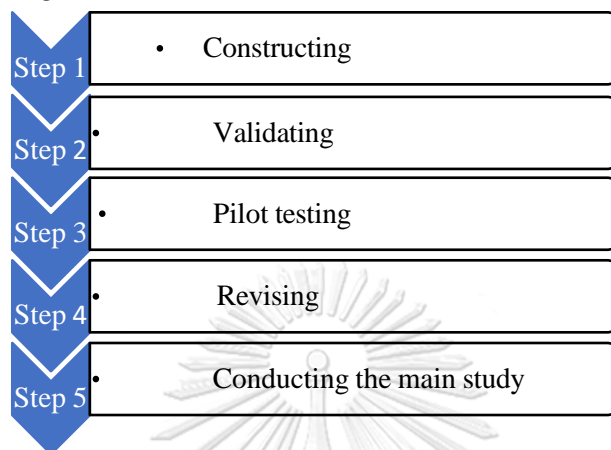 Step 1 • Constructing
Step 2 • Validating
Step 3 • Pilot testing
Step 4 • Revising
Step 5 • Conducting the main study